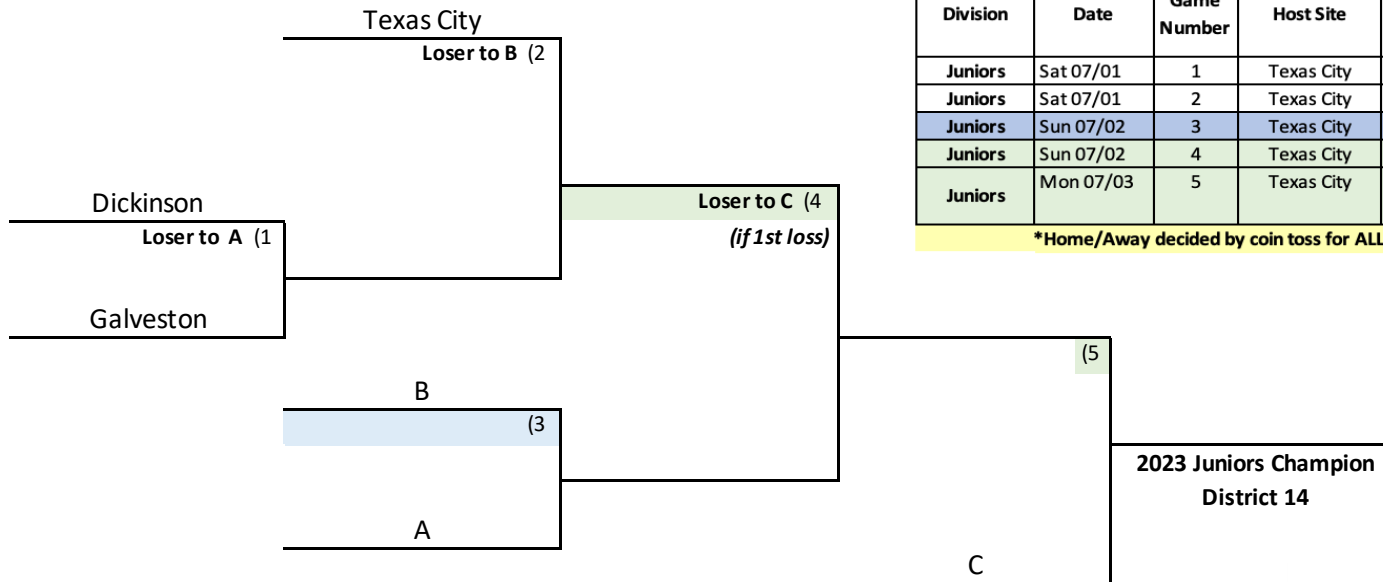 Texas City
Loser to B (2
Dickinson
Loser to A (1
Galveston
Loser to C (4
(if 1st loss)
B
(3
A
(5
C
2023 Juniors Champion
District 14
Division Date Game Number Host Site
Juniors Sat 07/01 1 Texas City
Juniors Sat 07/01 2 Texas City
Juniors Sun 07/02 3 Texas City
Juniors Sun 07/02 4 Texas City
Juniors Mon 07/03 5 Texas City
*Home/Away decided by coin toss for ALL